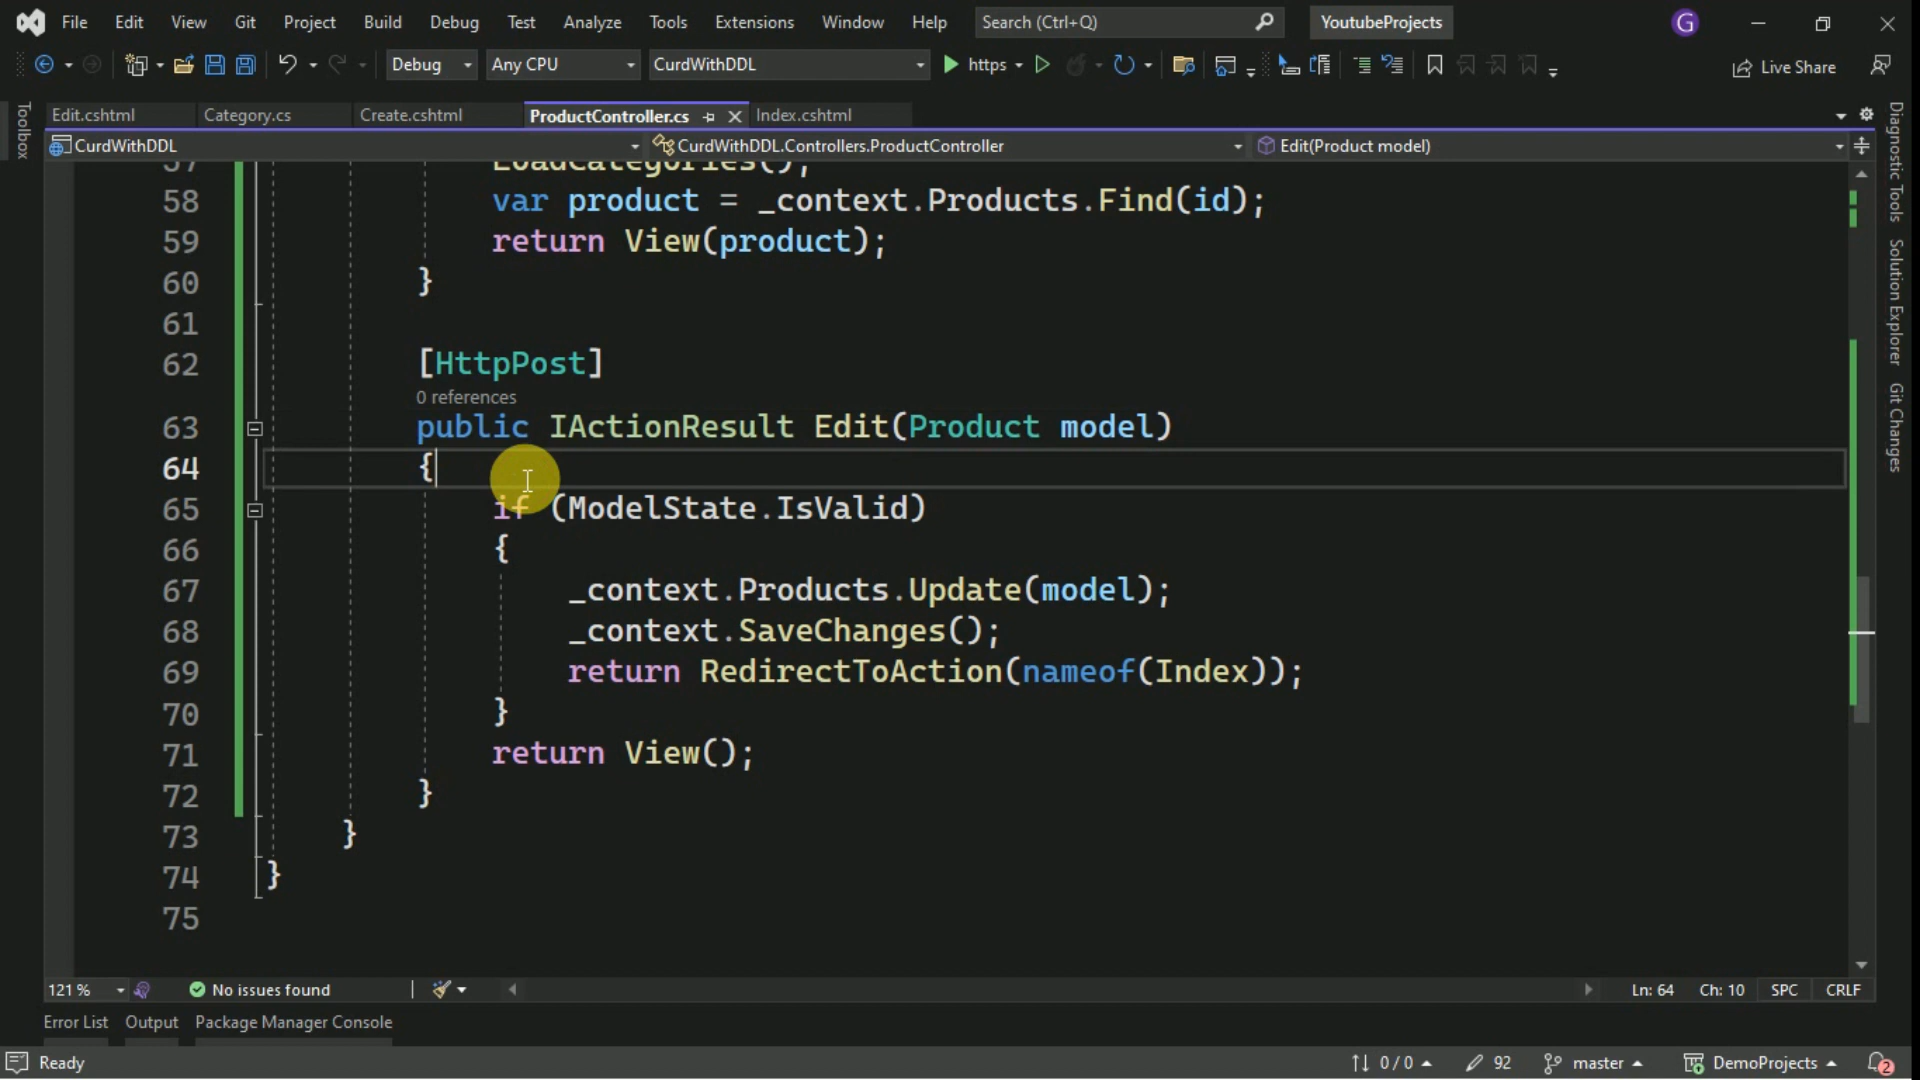 File Edit View Git Project Build Debug Test Analyze Tools Extensions Window Help Search (Ctrl+Q) YoutubeProjects G
Debug Any CPU CurdWithDDL https Live Share
Edit.cshtml Category.cs Create.cshtml ProductController.cs Index.cshtml
CurdWithDDL CurdWithDDL.Controllers.ProductController Edit(Product model)
Toolbox
Diagnostic Tools
Solution Explorer
Git Changes
57 LoadCategories();
58 var product = _context.Products.Find(id);
59 return View(product);
60 }
61
62 [HttpPost]
0 references
63 public IActionResult Edit(Product model)
64 {
65 if (ModelState.IsValid)
66 {
67 _context.Products.Update(model);
68 _context.SaveChanges();
69 return RedirectToAction(nameof(Index));
70 }
71 return View();
72 }
73 }
74 }
75
121 % No issues found Ln: 64 Ch: 10 SPC CRLF
Error List Output Package Manager Console
Ready 0 / 0 92 master DemoProjects 2